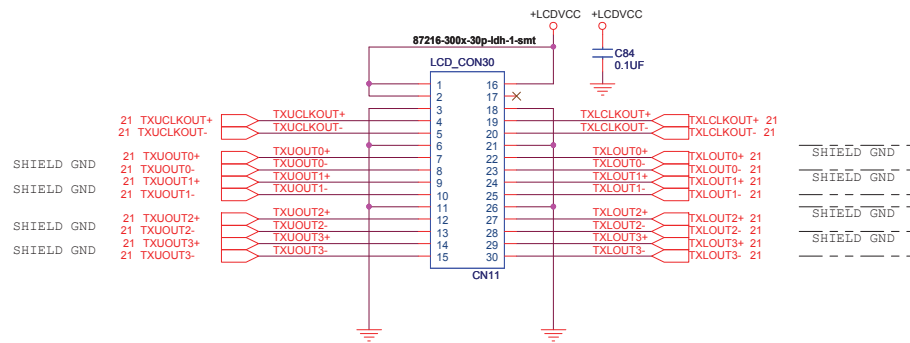 +LCDVCC +LCDVCC
87216-300x-30p-ldh-1-smt
C84
0.1UF
LCD_CON30
1 16
2 17
3 18
21 TXUCLKOUT+ TXUCLKOUT+ 4 19 TXLCLKOUT+ TXLCLKOUT+ 21
21 TXUCLKOUT- TXUCLKOUT- 5 20 TXLCLKOUT- TXLCLKOUT- 21
6 21
21 TXUOUT0+ TXUOUT0+ 7 22 TXLOUT0+ TXLOUT0+ 21 SHIELD GND
SHIELD GND 21 TXUOUT0- TXUOUT0- 8 23 TXLOUT0- TXLOUT0- 21
21 TXUOUT1+ TXUOUT1+ 9 24 TXLOUT1+ TXLOUT1+ 21 SHIELD GND
SHIELD GND 21 TXUOUT1- TXUOUT1- 10 25 TXLOUT1- TXLOUT1- 21
11 26
21 TXUOUT2+ TXUOUT2+ 12 27 TXLOUT2+ TXLOUT2+ 21 SHIELD GND
SHIELD GND 21 TXUOUT2- TXUOUT2- 13 28 TXLOUT2- TXLOUT2- 21
21 TXUOUT3+ TXUOUT3+ 14 29 TXLOUT3+ TXLOUT3+ 21 SHIELD GND
SHIELD GND 21 TXUOUT3- TXUOUT3- 15 30 TXLOUT3- TXLOUT3- 21
CN11